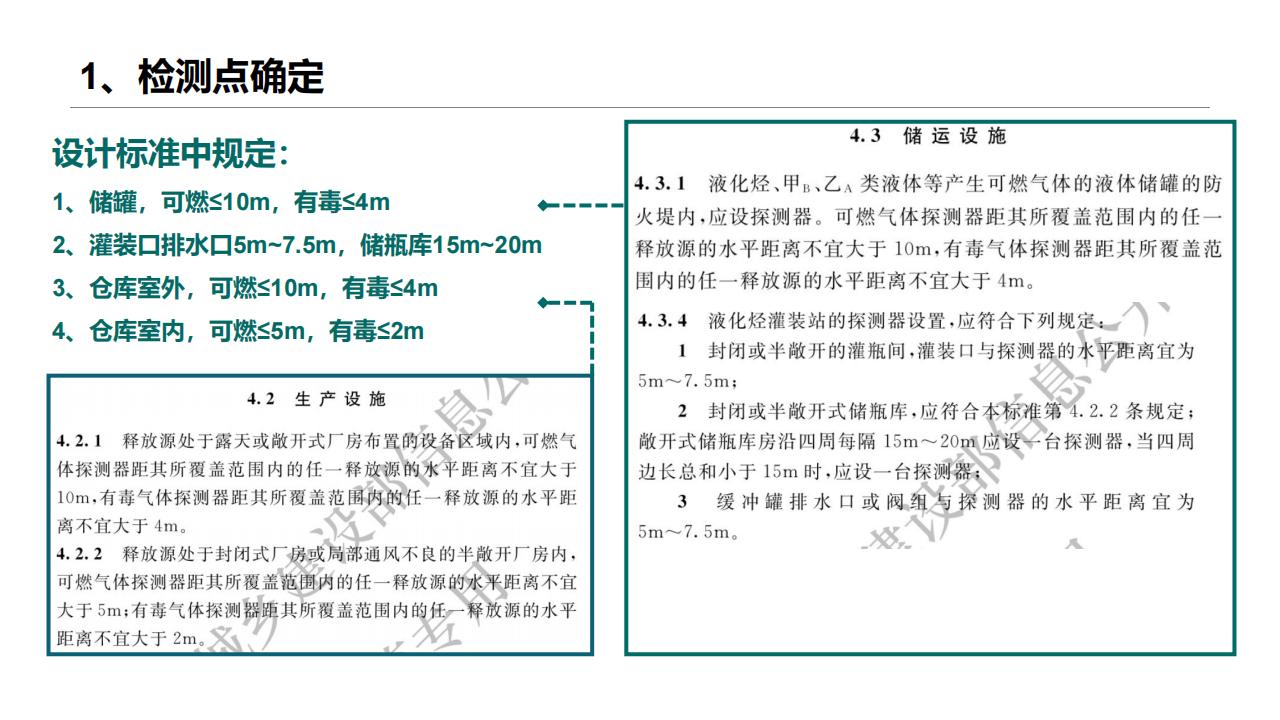 1、检测点确定
设计标准中规定：
1、储罐，可燃≤10m，有毒≤4m
2、灌装口排水口5m~7.5m，储瓶库15m~20m
3、仓库室外，可燃≤10m，有毒≤4m
4、仓库室内，可燃≤5m，有毒≤2m
4.2 生产设施
4.2.1 释放源处于露天或敞开式厂房布置的设备区域内,可燃气
体探测器距其所覆盖范围内的任一释放源的水平距离不宜大于
10m,有毒气体探测器距其所覆盖范围内的任一释放源的水平距
离不宜大于4m。
4.2.2 释放源处于封闭式厂房或局部通风不良的半敞开厂房内,
可燃气体探测器距其所覆盖范围内的任一释放源的水平距离不宜
大于5m;有毒气体探测器距其所覆盖范围内的任一释放源的水平
距离不宜大于2m。
城乡建设部信息公
专用
4.3 储运设施
4.3.1 液化烃、甲B、乙A类液体等产生可燃气体的液体储罐的防
火堤内,应设探测器。可燃气体探测器距其所覆盖范围内的任一
释放源的水平距离不宜大于10m,有毒气体探测器距其所覆盖范
围内的任一释放源的水平距离不宜大于4m。
4.3.4 液化烃灌装站的探测器设置,应符合下列规定:
1 封闭或半敞开的灌瓶间,灌装口与探测器的水平距离宜为
5m～7.5m;
2 封闭或半敞开式储瓶库,应符合本标准第4.2.2条规定;
敞开式储瓶库房沿四周每隔15m～20m应设一台探测器,当四周
边长总和小于15m时,应设一台探测器;
3 缓冲罐排水口或阀组与探测器的水平距离宜为
5m～7.5m。
建设部信息公开